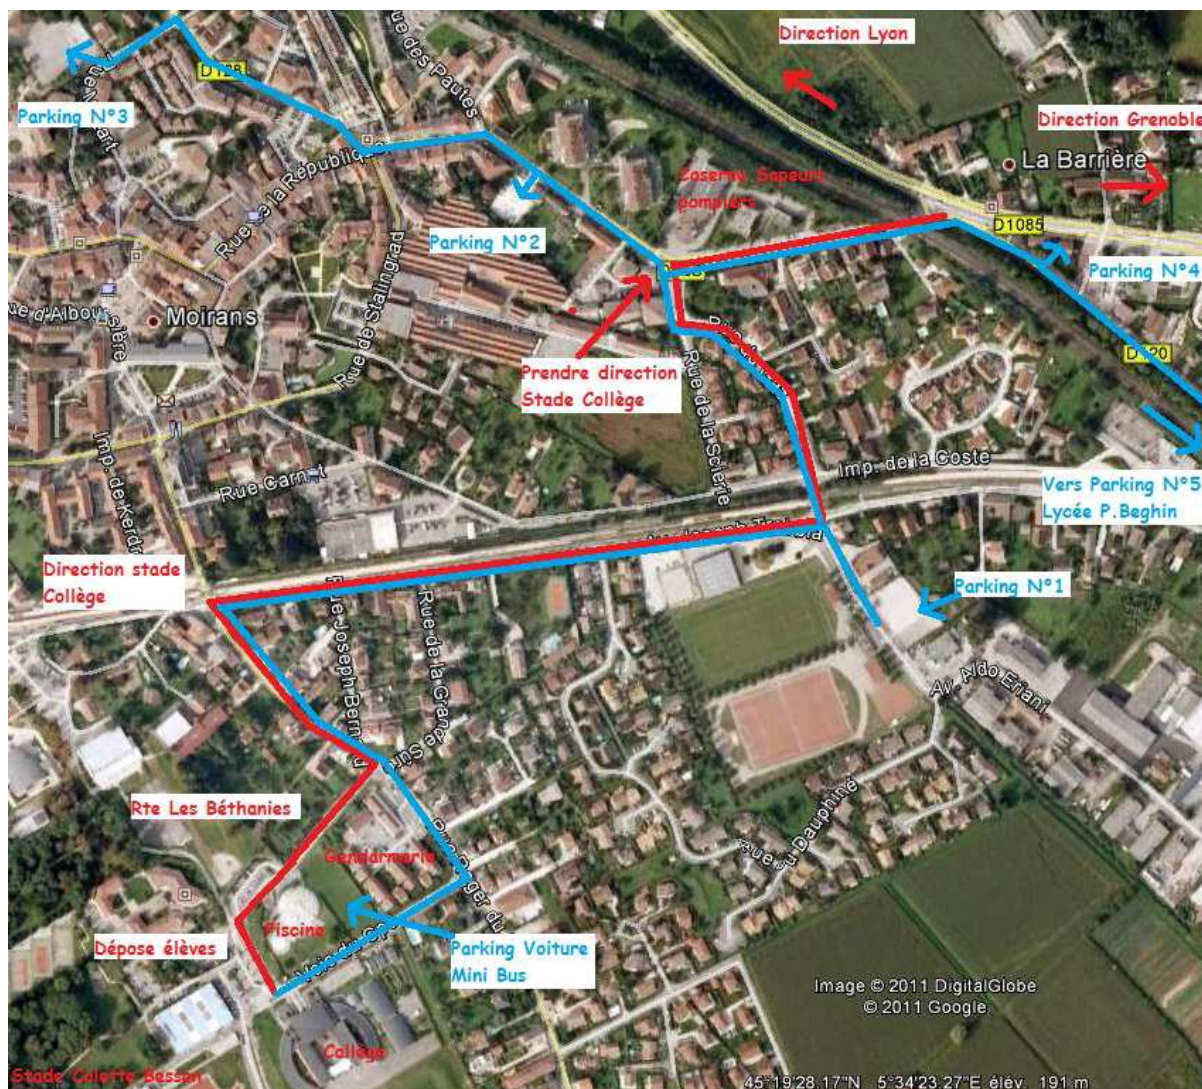 Direction Lyon
Rue des Pautes
D128
Parking N°3
Direction Grenoble
La Barrière
Rue de la République
Caserne Sapeurs
pompiers
Parking N°2
D1085
Parking N°4
Moirans
Rue de Stalingrad
D120
Prendre direction
Stade Collège
Rue de la Scierie
Imp. de la Coste
Vers Parking N°5
Lycée P.Beghin
Rue Carnot
Imp. de
Direction stade
Collège
Parking N°1
Rue Joseph
Rue de la Grande
Sure
Av. Aldo Eriani
Rte Les Béthanies
Rue du Dauphiné
Gendarmerie
Piscine
Dépose élèves
Parking Voiture
Mini Bus
Image © 2011 DigitalGlobe
© 2011 Google
Collège
Stade Colette Besson
45°19'28.17"N 5°34'23.27"E élév. 191 m